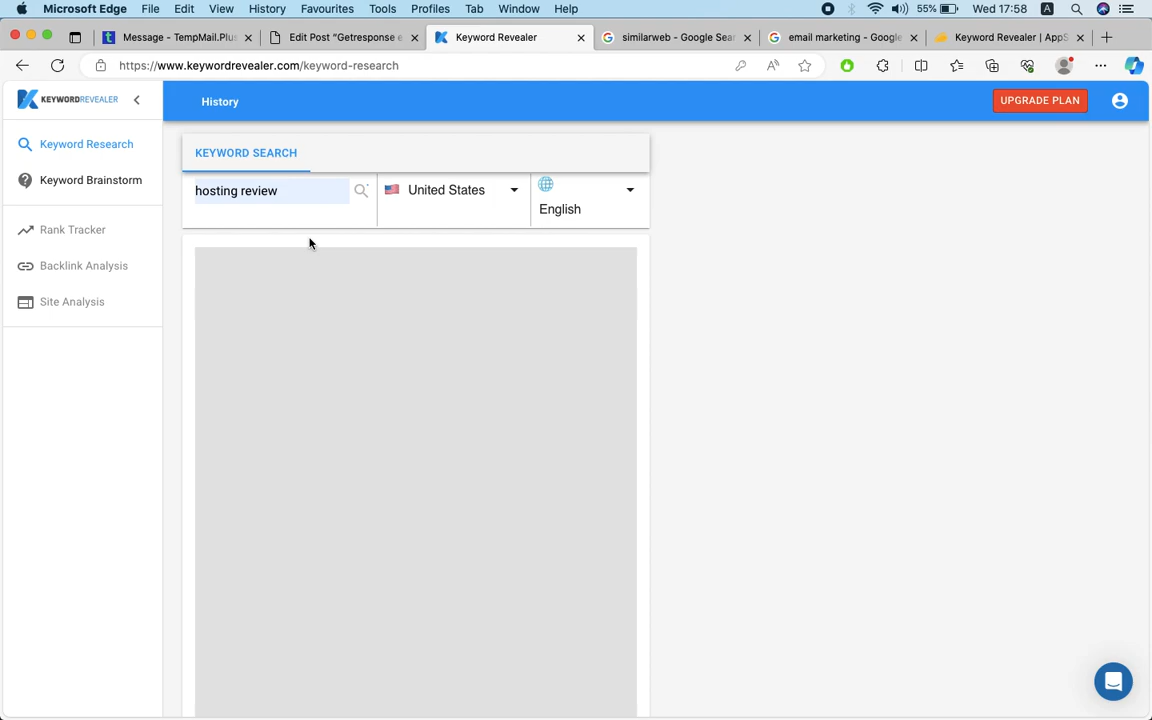 Microsoft Edge File Edit View History Favourites Tools Profiles Tab Window Help 55% Wed 17:58 A
Message - TempMail.Plus Edit Post “Getresponse e Keyword Revealer similarweb - Google Sear email marketing - Google Keyword Revealer | AppS
https://www.keywordrevealer.com/keyword-research
KEYWORDREVEALER
History
UPGRADE PLAN
Keyword Research
Keyword Brainstorm
Rank Tracker
Backlink Analysis
Site Analysis
KEYWORD SEARCH
hosting review
United States
English